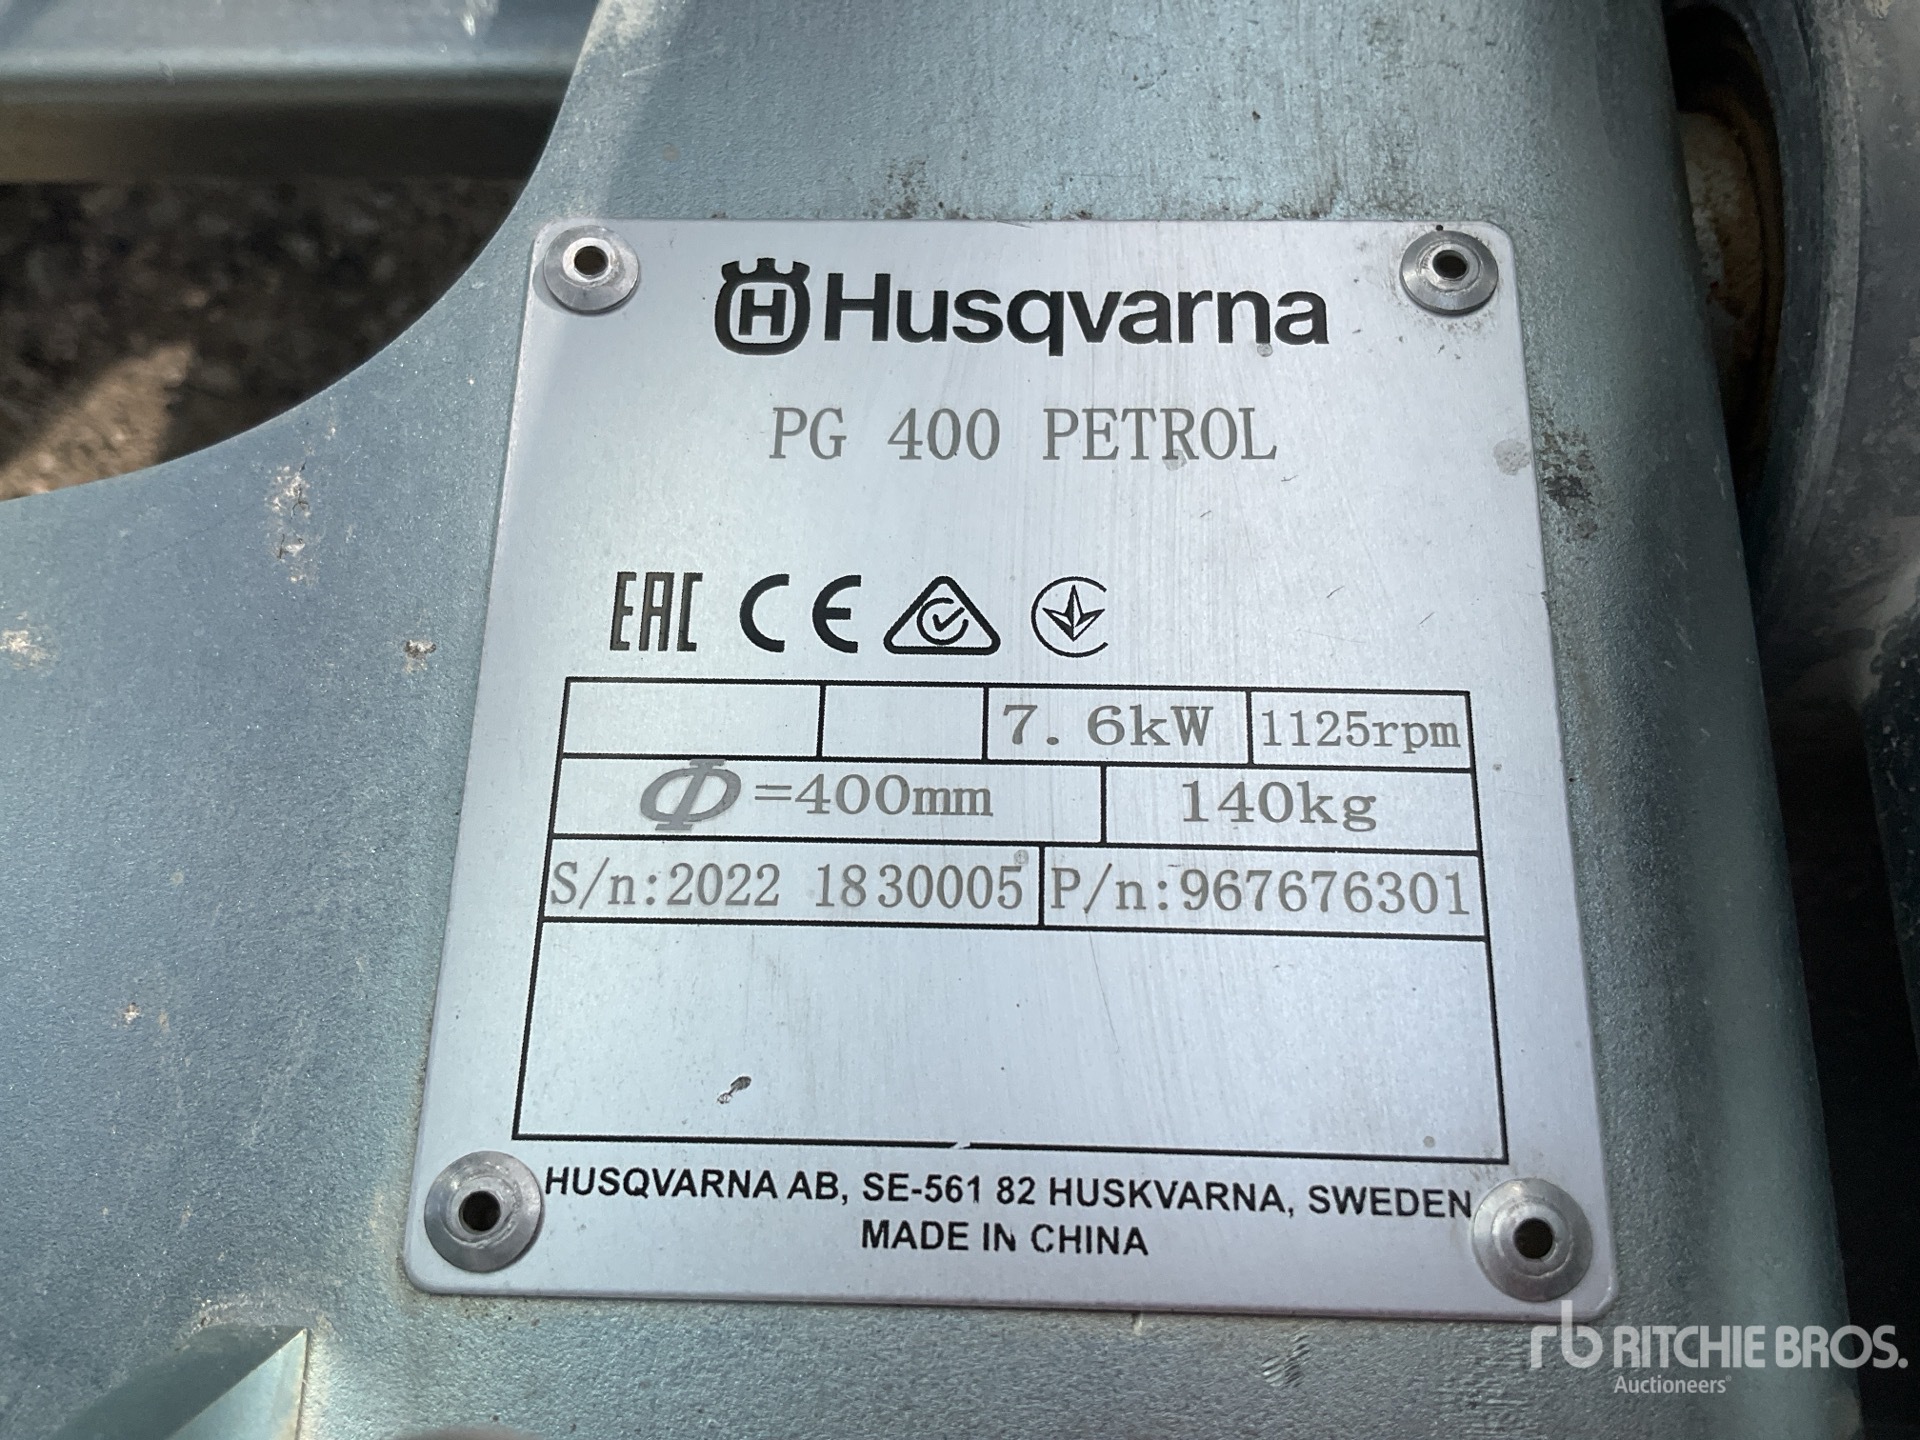 Husqvarna
PG 400 PETROL
EAC CE
7.6kW 1125rpm
Φ=400mm 140kg
S/n:2022 1830005 P/n:967676301
HUSQVARNA AB, SE-561 82 HUSKVARNA, SWEDEN
MADE IN CHINA
rb RITCHIE BROS.
Auctioneers